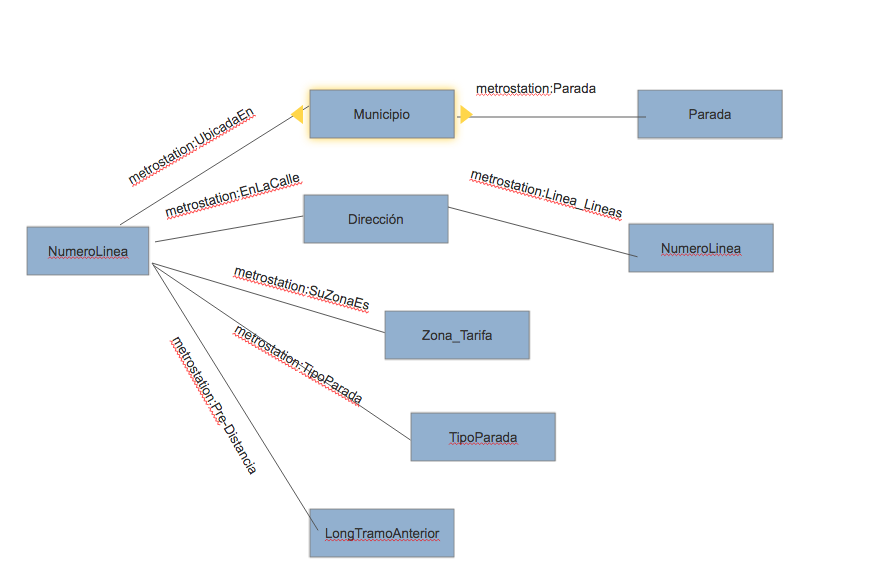 metrostation:Parada
metrostation:UbicadaEn
Municipio
Parada
metrostation:EnLaCalle
metrostation:Linea_Lineas
Dirección
NumeroLinea
NumeroLinea
metrostation:SuZonaEs
Zona_Tarifa
metrostation:TipoParada
metrostation:Pre-Distancia
TipoParada
LongTramoAnterior